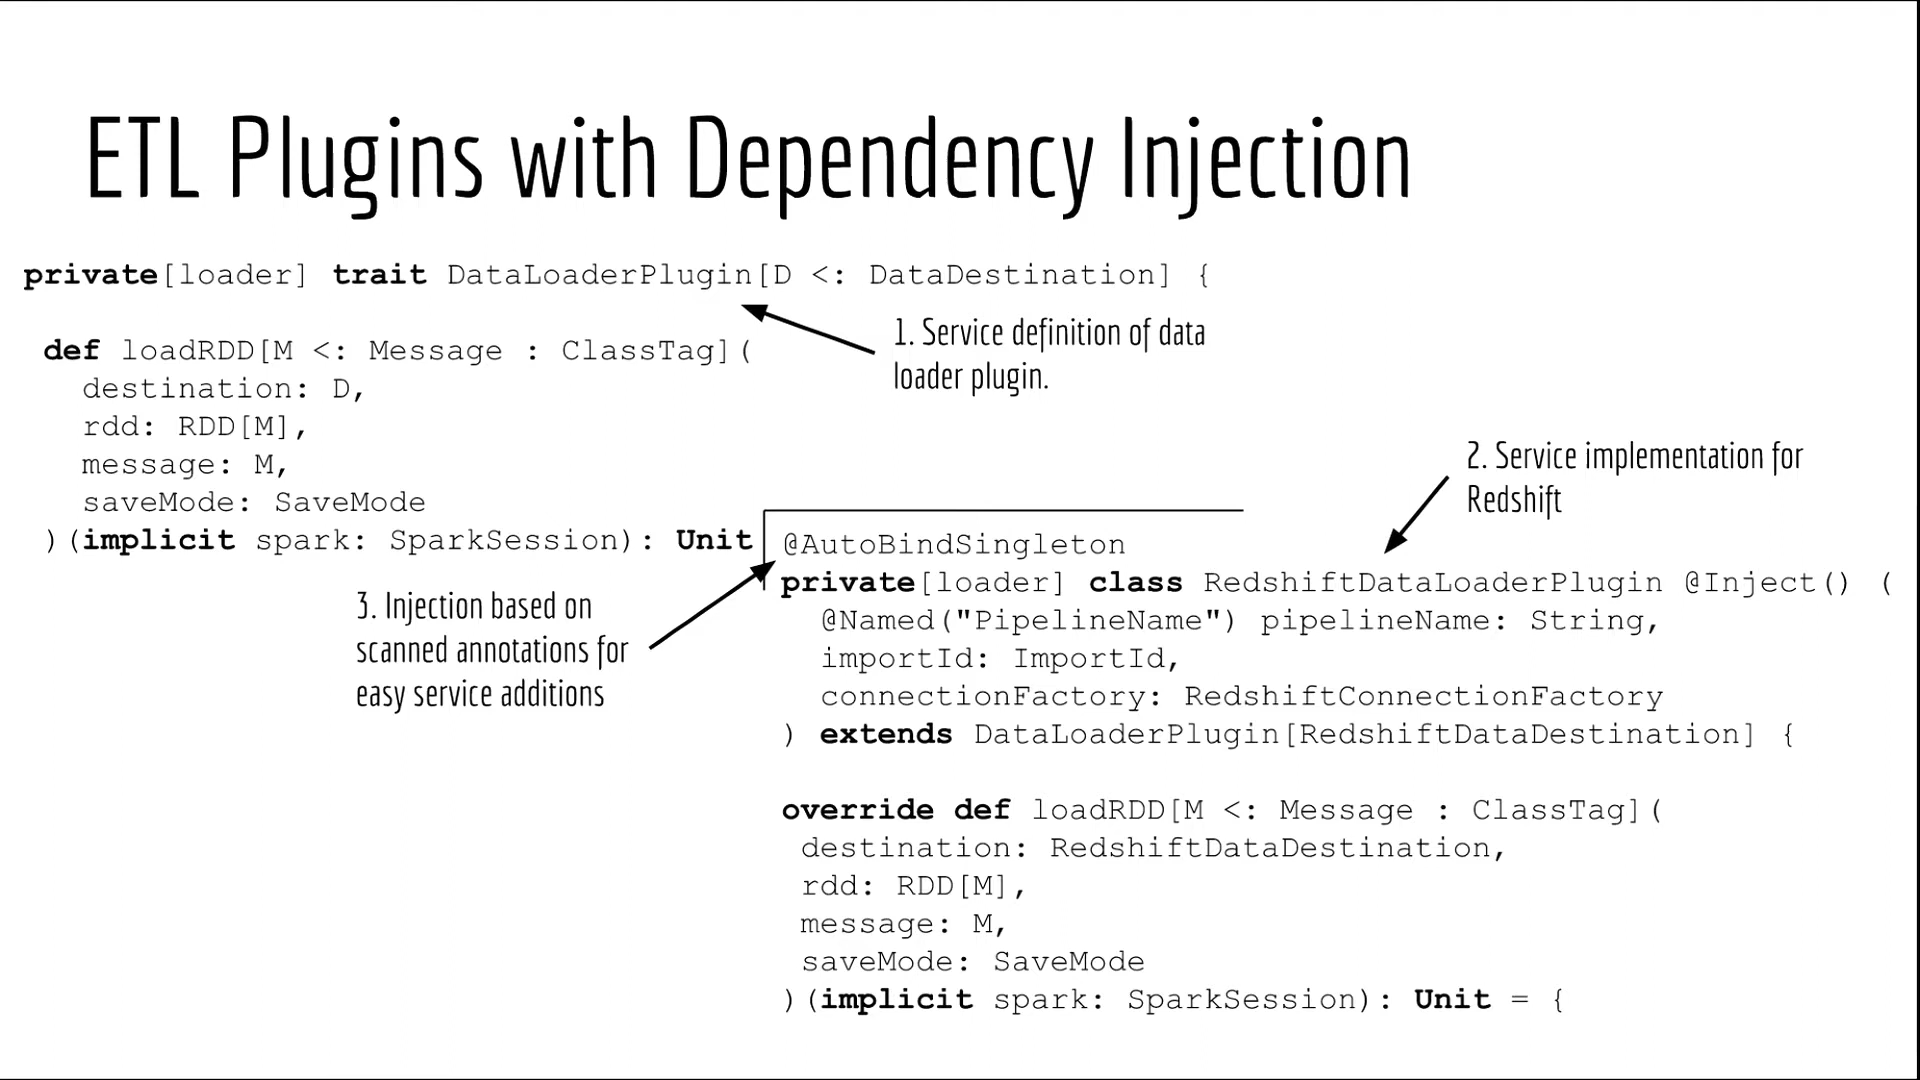 ETL Plugins with Dependency Injection
private[loader] trait DataLoaderPlugin[D <: DataDestination] {
def loadRDD[M <: Message : ClassTag](
destination: D,
rdd: RDD[M],
message: M,
saveMode: SaveMode
)(implicit spark: SparkSession): Unit
1. Service definition of data
loader plugin.
2. Service implementation for
Redshift
3. Injection based on
scanned annotations for
easy service additions
@AutoBindSingleton
private[loader] class RedshiftDataLoaderPlugin @Inject() (
@Named("PipelineName") pipelineName: String,
importId: ImportId,
connectionFactory: RedshiftConnectionFactory
) extends DataLoaderPlugin[RedshiftDataDestination] {
override def loadRDD[M <: Message : ClassTag](
destination: RedshiftDataDestination,
rdd: RDD[M],
message: M,
saveMode: SaveMode
)(implicit spark: SparkSession): Unit = {